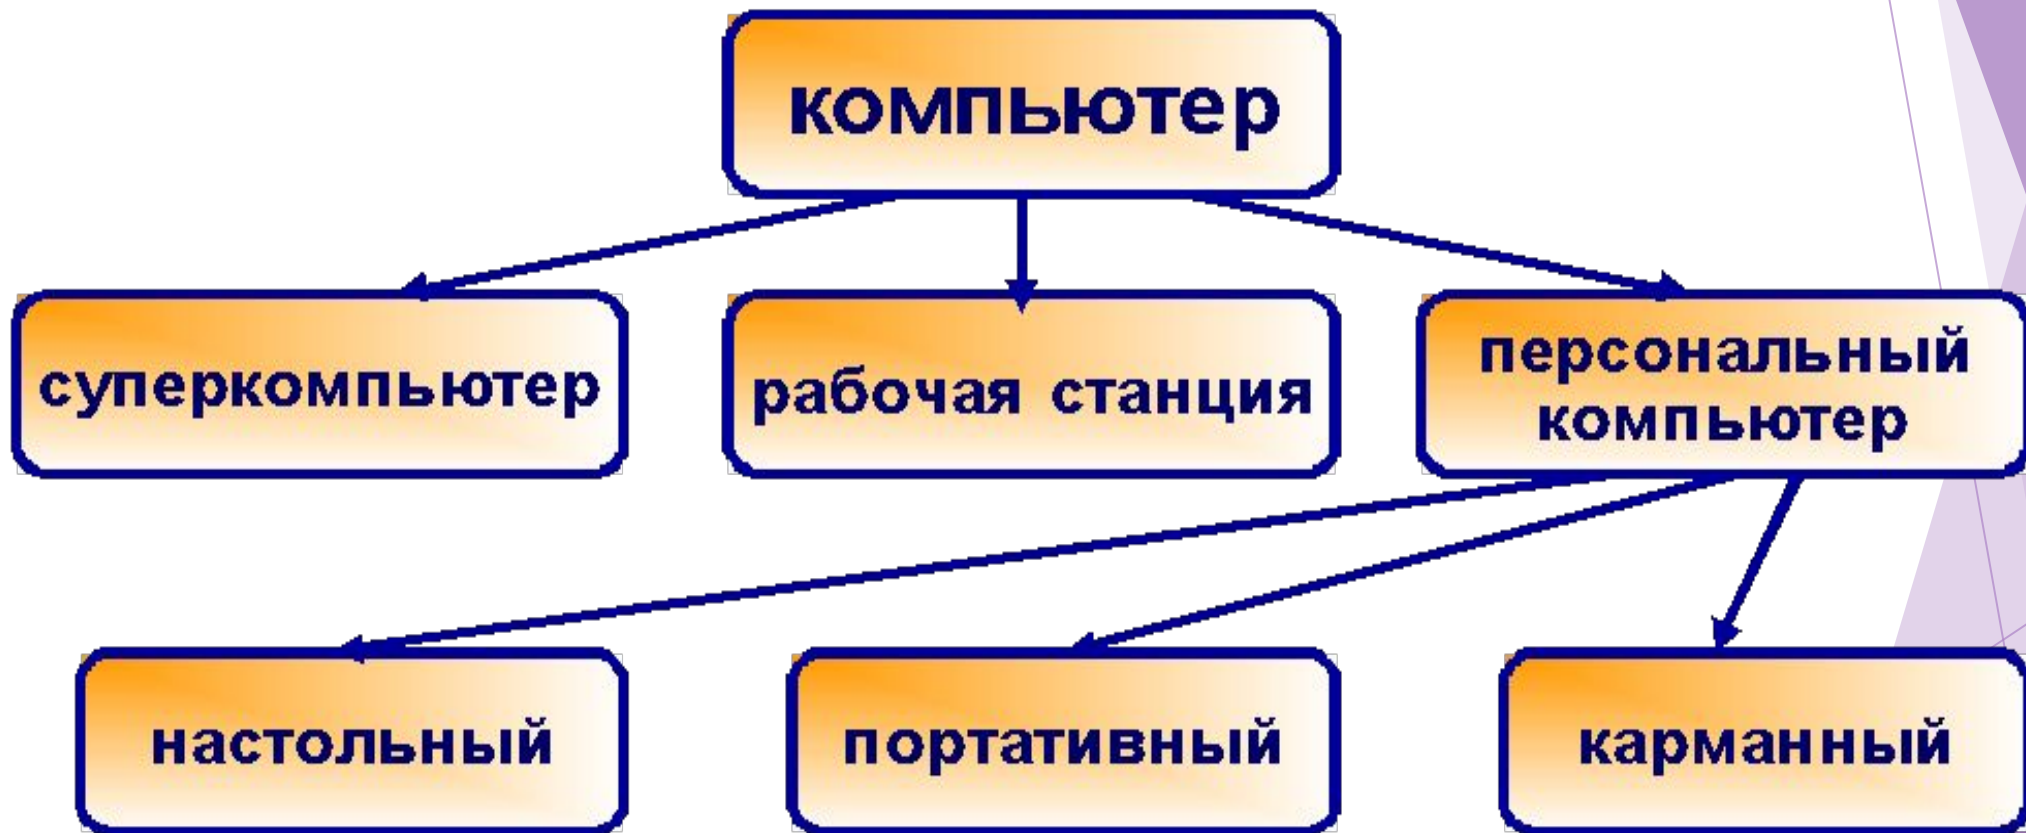 компьютер
суперкомпьютер
рабочая станция
персональный
компьютер
настольный
портативный
карманный